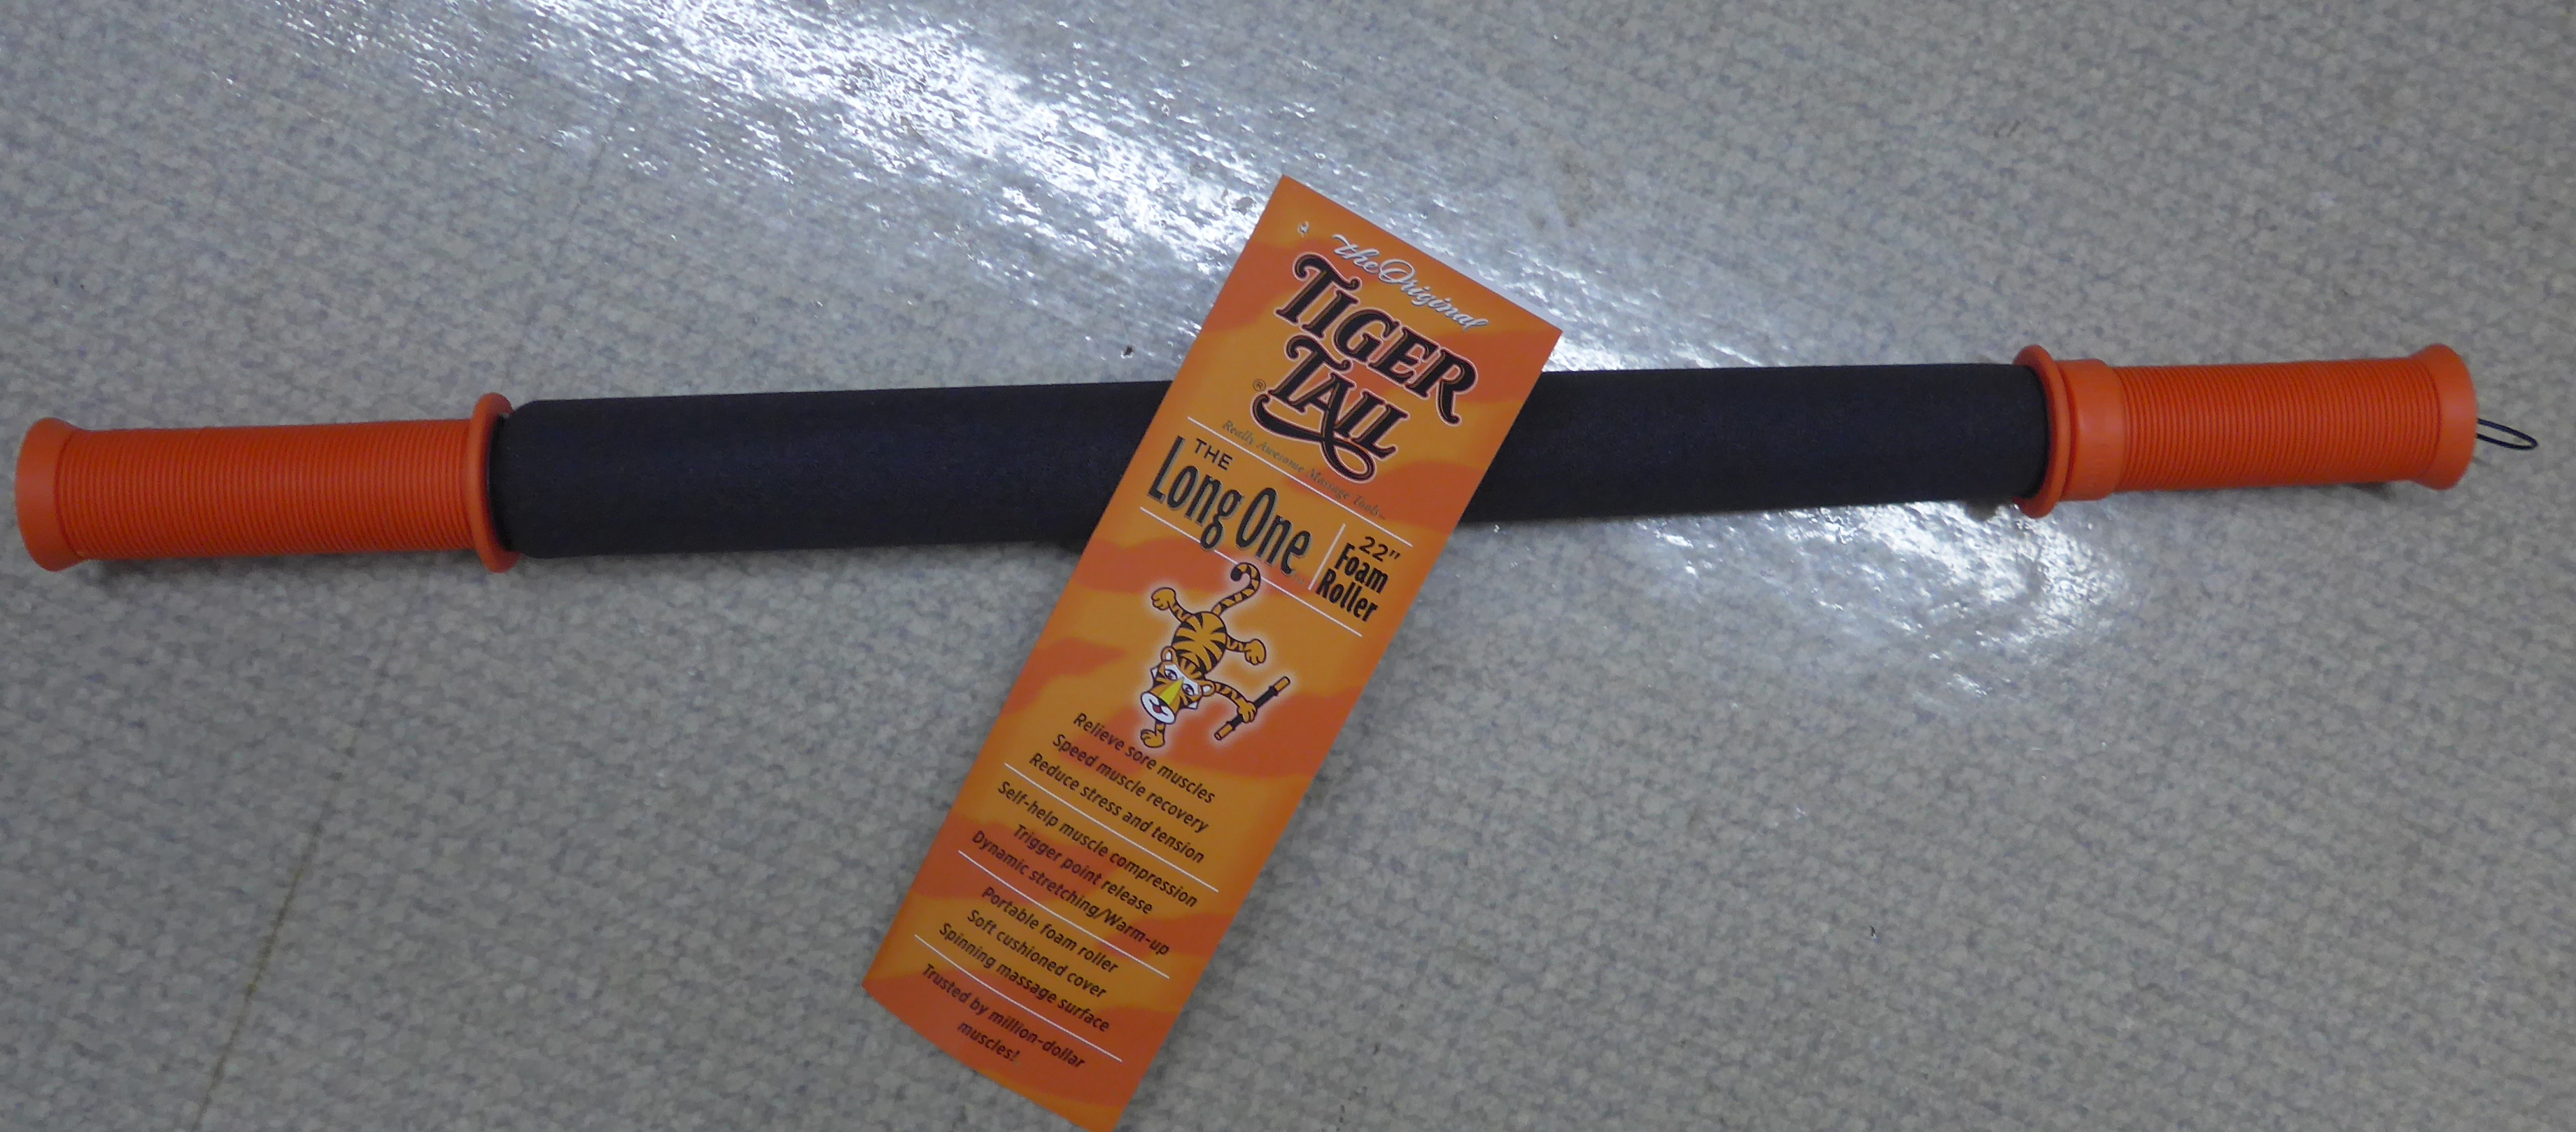 the Original
TIGER
TAIL®
Really Awesome Massage Tools™
THE
Long One
22"
Foam
Roller
Relieve sore muscles
Speed muscle recovery
Reduce stress and tension
Self-help muscle compression
Trigger point release
Dynamic stretching/Warm-up
Portable foam roller
Soft cushioned cover
Spinning massage surface
Trusted by million-dollar
muscles!